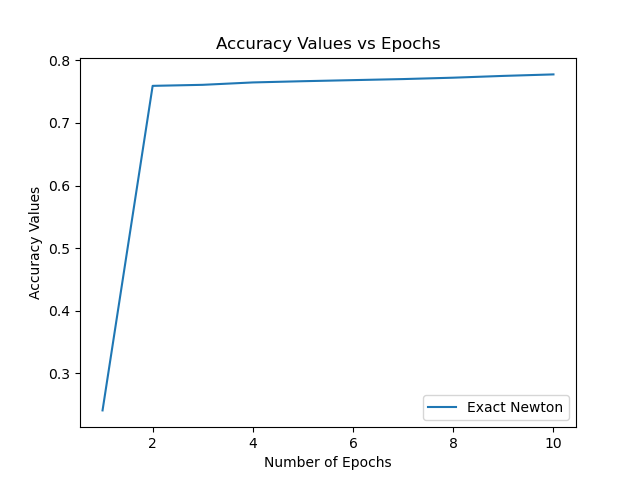 Accuracy Values vs Epochs
0.8
0.7
0.6
0.5
0.4
0.3
Accuracy Values
Exact Newton
2 4 6 8 10
Number of Epochs